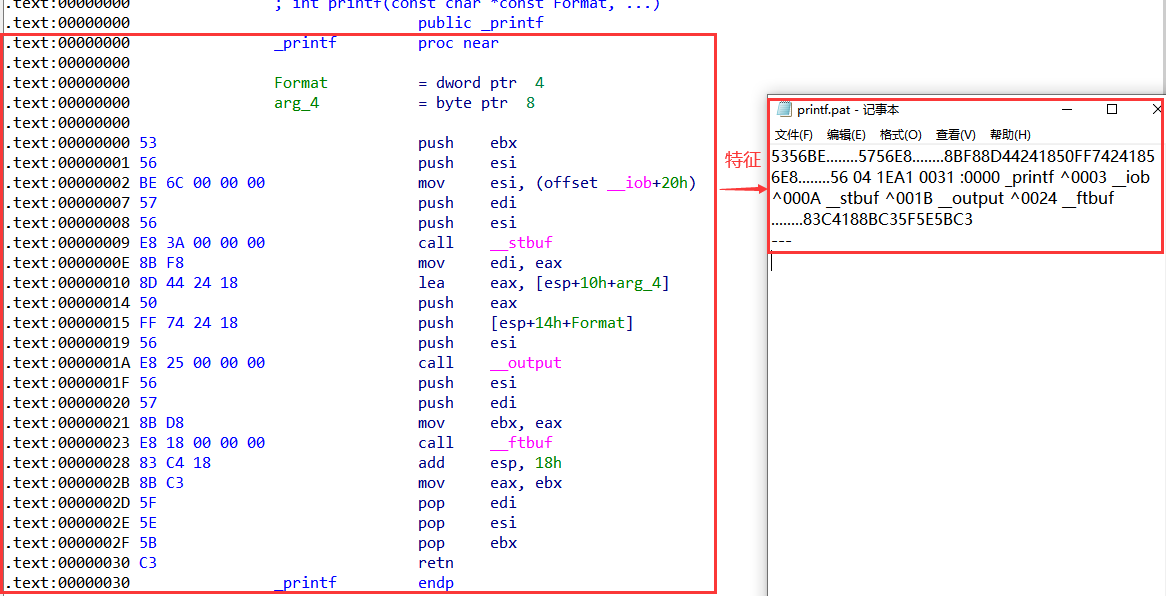 .text:00000000 ; int printf(const char *const Format, ...)
.text:00000000 public _printf
.text:00000000 _printf proc near
.text:00000000
.text:00000000 Format = dword ptr 4
.text:00000000 arg_4 = byte ptr 8
.text:00000000
.text:00000000 53 push ebx
.text:00000001 56 push esi
.text:00000002 BE 6C 00 00 00 mov esi, (offset __iob+20h)
.text:00000007 57 push edi
.text:00000008 56 push esi
.text:00000009 E8 3A 00 00 00 call __stbuf
.text:0000000E 8B F8 mov edi, eax
.text:00000010 8D 44 24 18 lea eax, [esp+10h+arg_4]
.text:00000014 50 push eax
.text:00000015 FF 74 24 18 push [esp+14h+Format]
.text:00000019 56 push esi
.text:0000001A E8 25 00 00 00 call __output
.text:0000001F 56 push esi
.text:00000020 57 push edi
.text:00000021 8B D8 mov ebx, eax
.text:00000023 E8 18 00 00 00 call __ftbuf
.text:00000028 83 C4 18 add esp, 18h
.text:0000002B 8B C3 mov eax, ebx
.text:0000002D 5F pop edi
.text:0000002E 5E pop esi
.text:0000002F 5B pop ebx
.text:00000030 C3 retn
.text:00000030 _printf endp
特征
printf.pat - 记事本
文件(F) 编辑(E) 格式(O) 查看(V) 帮助(H)
5356BE........5756E8........8BF88D44241850FF7424185
6E8........56 04 1EA1 0031 :0000 _printf ^0003 __iob
^000A __stbuf ^001B __output ^0024 __ftbuf
........83C4188BC35F5E5BC3
---